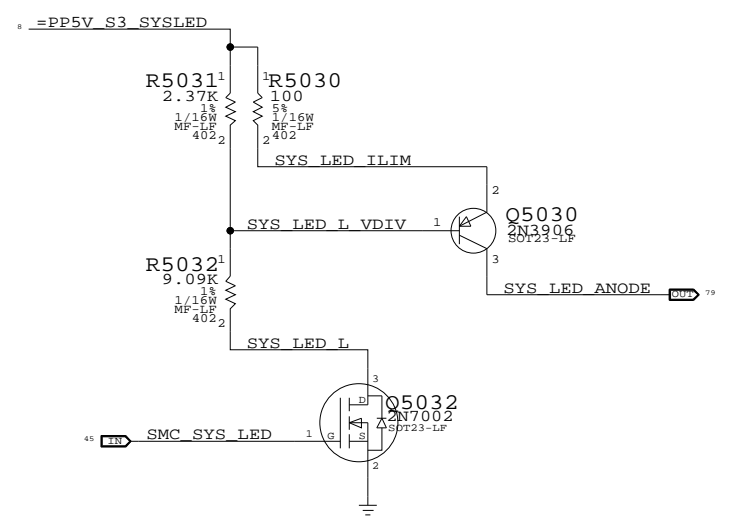 8 =PP5V_S3_SYSLED
R5031 1
2.37K
1%
1/16W
MF-LF
402 2
1 R5030
100
5%
1/16W
MF-LF
2 402
SYS_LED_ILIM
2
Q5030
2N3906
SOT23-LF
SYS_LED_L_VDIV 1
3
R5032 1
9.09K
1%
1/16W
MF-LF
402 2
SYS_LED_ANODE OUT 79
SYS_LED_L
3
D
Q5032
2N7002
SOT23-LF
45 IN SMC_SYS_LED 1 G S
2